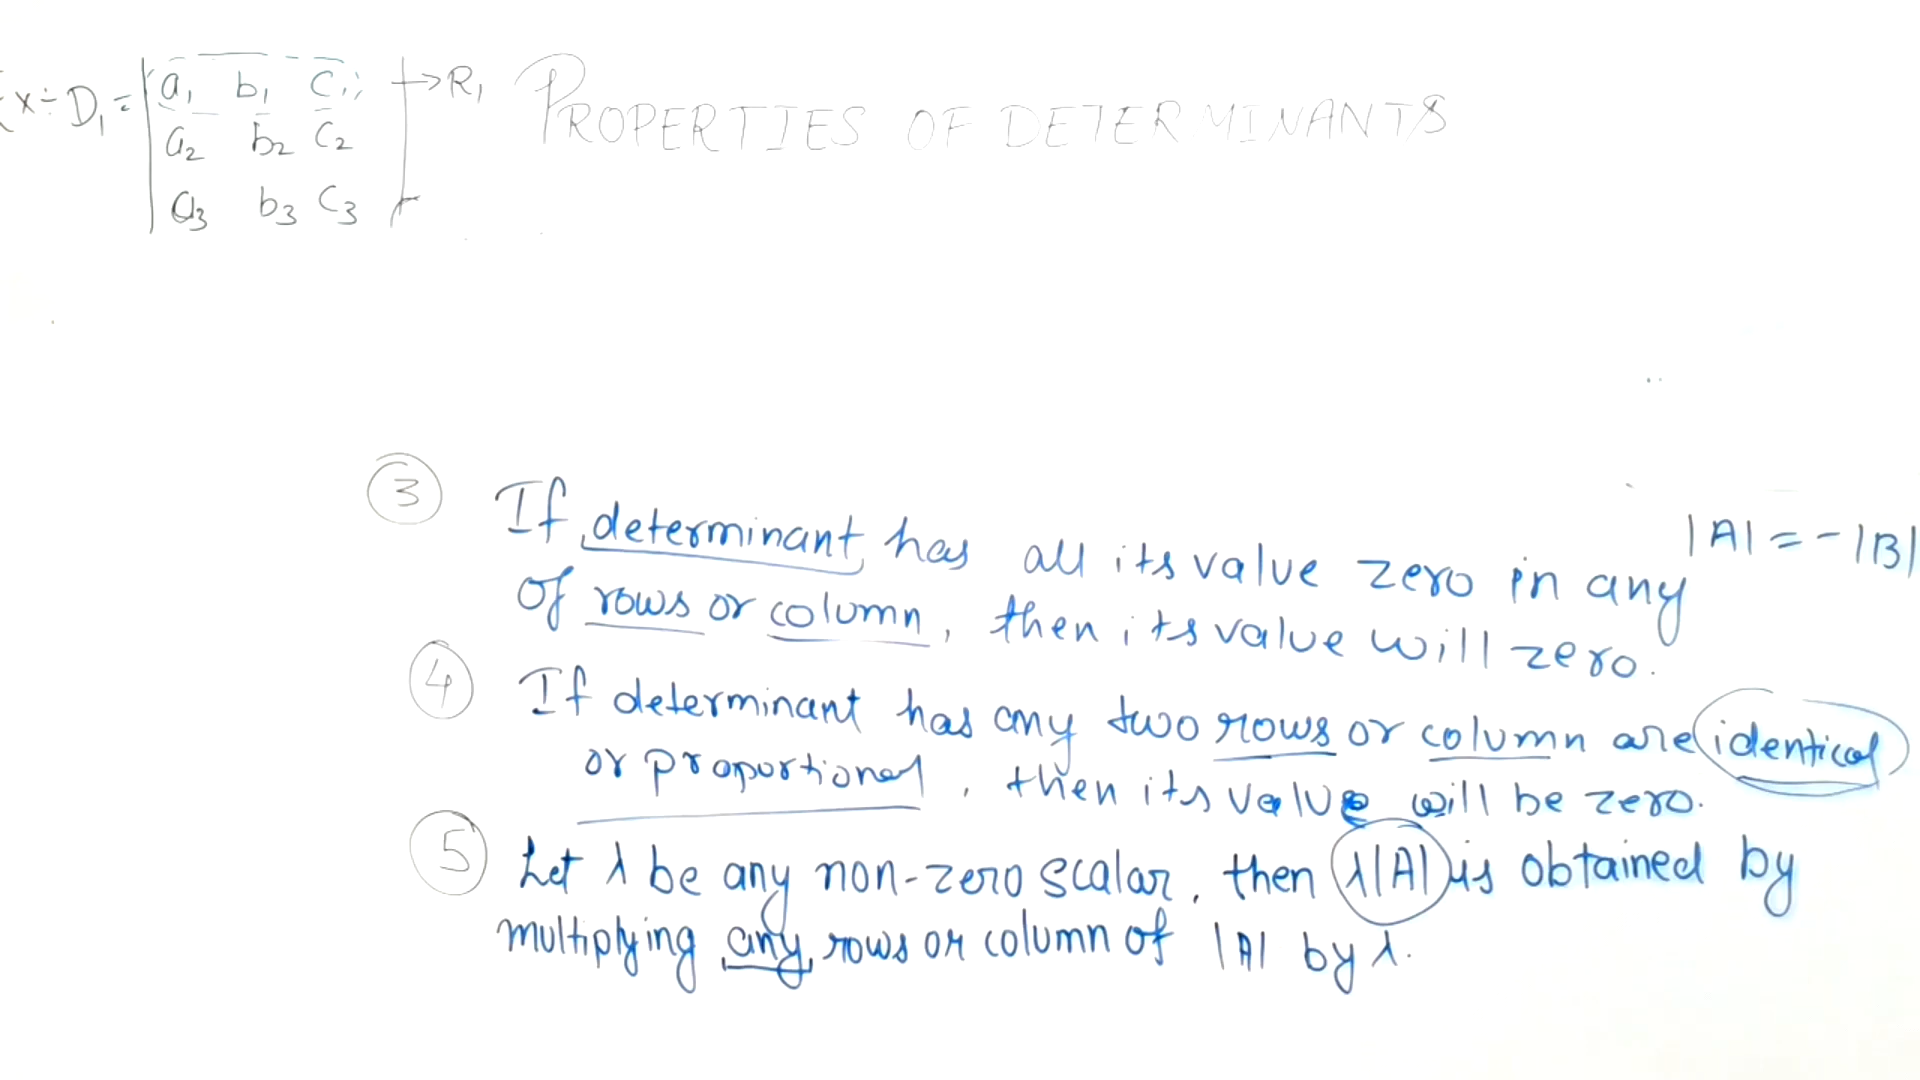 Ex ÷ D₁ = | a₁ b₁ c₁ | → R₁
a₂ b₂ c₂
a₃ b₃ c₃
PROPERTIES OF DETERMINANTS
|A| = -|B|
③ If determinant has all its value zero in any
of rows or column, then its value will zero.
④ If determinant has any two rows or column are identical
or proportional, then its value will be zero.
⑤ Let λ be any non-zero scalar, then λ|A| is obtained by
multiplying any rows or column of |A| by λ.